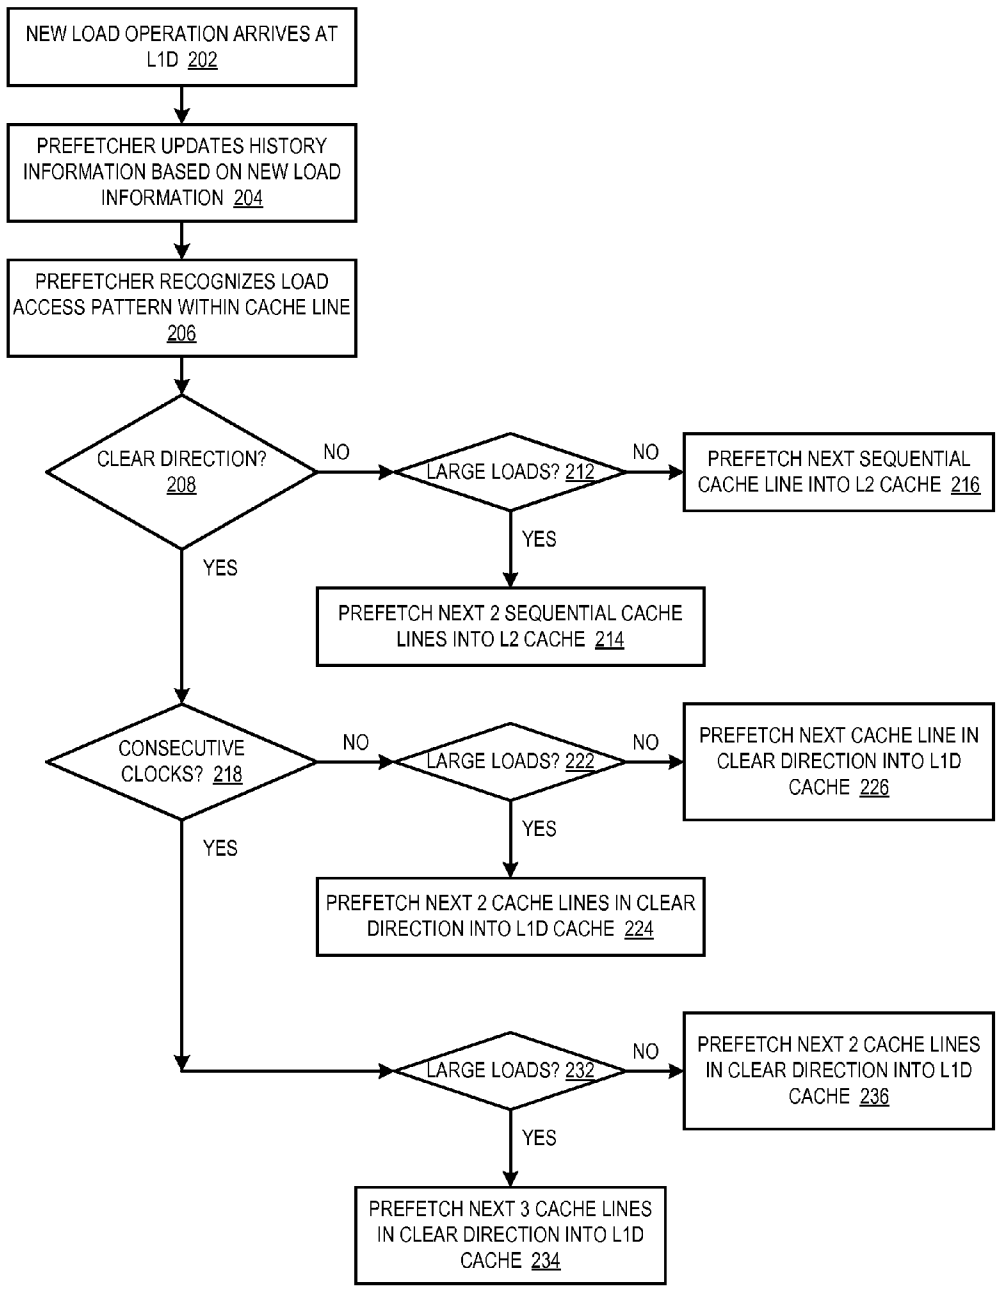 NEW LOAD OPERATION ARRIVES AT
L1D 202
PREFETCHER UPDATES HISTORY
INFORMATION BASED ON NEW LOAD
INFORMATION 204
PREFETCHER RECOGNIZES LOAD
ACCESS PATTERN WITHIN CACHE LINE
206
CLEAR DIRECTION?
208
NO
LARGE LOADS? 212
NO
PREFETCH NEXT SEQUENTIAL
CACHE LINE INTO L2 CACHE 216
YES
PREFETCH NEXT 2 SEQUENTIAL CACHE
LINES INTO L2 CACHE 214
YES
CONSECUTIVE
CLOCKS? 218
NO
LARGE LOADS? 222
NO
PREFETCH NEXT CACHE LINE IN
CLEAR DIRECTION INTO L1D
CACHE 226
YES
PREFETCH NEXT 2 CACHE LINES IN CLEAR
DIRECTION INTO L1D CACHE 224
YES
LARGE LOADS? 232
NO
PREFETCH NEXT 2 CACHE LINES
IN CLEAR DIRECTION INTO L1D
CACHE 236
YES
PREFETCH NEXT 3 CACHE LINES
IN CLEAR DIRECTION INTO L1D
CACHE 234